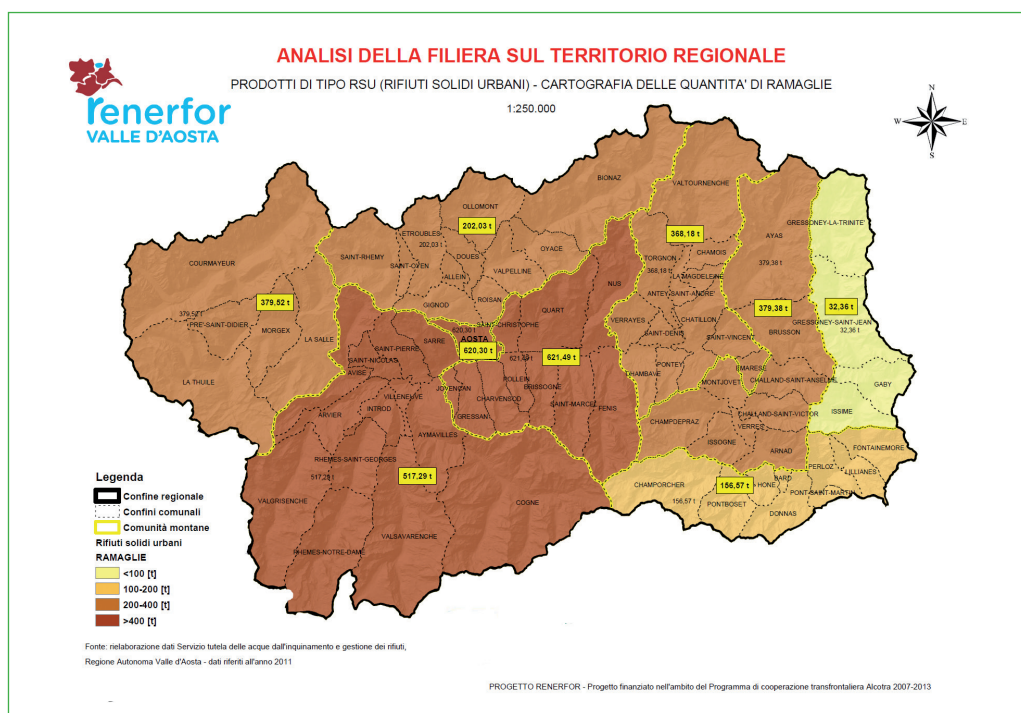 ANALISI DELLA FILIERA SUL TERRITORIO REGIONALE
PRODOTTI DI TIPO RSU (RIFIUTI SOLIDI URBANI) - CARTOGRAFIA DELLE QUANTITA' DI RAMAGLIE
1:250.000
renerfor
VALLE D'AOSTA
N
W
E
S
BIONAZ
VALTOURNENCHE
OLLOMONT
GRESSONEY-LA-TRINITE'
202,03 t
ETROUBLES
202,03 t
368,18 t
AYAS
SAINT-RHEMY
DOUES
OYACE
CHAMOIS
TORGNON
COURMAYEUR
SAINT-OYEN
379,38 t
VALPELLINE
368,18 t
ALLEIN
LA MAGDELEINE
NUS
ANTEY-SAINT-ANDRE'
379,52 t
GIGNOD
ROISAN
QUART
379,38 t
32,36 t
379,52 t
VERRAYES
CHATILLON
GRESSONEY-SAINT-JEAN
PRE'-SAINT-DIDIER
MORGEX
SAINT-CHRISTOPHE
620,30 t
32,36 t
SAINT-DENIS
BRUSSON
LA SALLE
SARRE
AOSTA
SAINT-VINCENT
SAINT-PIERRE
620,30 t
621,49 t
621,49 t
SAINT-NICOLAS
PONTEY
EMARESE
AVISE
CHAMBAVE
LA THUILE
POLLEIN
MONTJOVET
CHALLAND-SAINT-ANSELME
GABY
JOVENCAN
BRISSOGNE
VILLENEUVE
CHARVENSOD
INTROD
SAINT-MARCEL
FENIS
ISSIME
ARVIER
GRESSAN
CHALLAND-SAINT-VICTOR
CHAMPDEPRAZ
VERRES
AYMAVILLES
ISSOGNE
FONTAINEMORE
ARNAD
RHEMES-SAINT-GEORGES
PERLOZ
LILLIANES
517,29 t
517,29 t
BARD
CHAMPORCHER
156,57 t
HONE
PONT-SAINT-MARTIN
VALGRISENCHE
COGNE
156,57 t
PONTBOSET
DONNAS
VALSAVARENCHE
RHEMES-NOTRE-DAME
Legenda
Confine regionale
Confini comunali
Comunità montane
Rifiuti solidi urbani
RAMAGLIE
<100 [t]
100-200 [t]
200-400 [t]
>400 [t]
Fonte: rielaborazione dati Servizio tutela delle acque dall'inquinamento e gestione dei rifiuti,
Regione Autonoma Valle d'Aosta - dati riferiti all'anno 2011
PROGETTO RENERFOR - Progetto finanziato nell'ambito del Programma di cooperazione transfrontaliera Alcotra 2007-2013